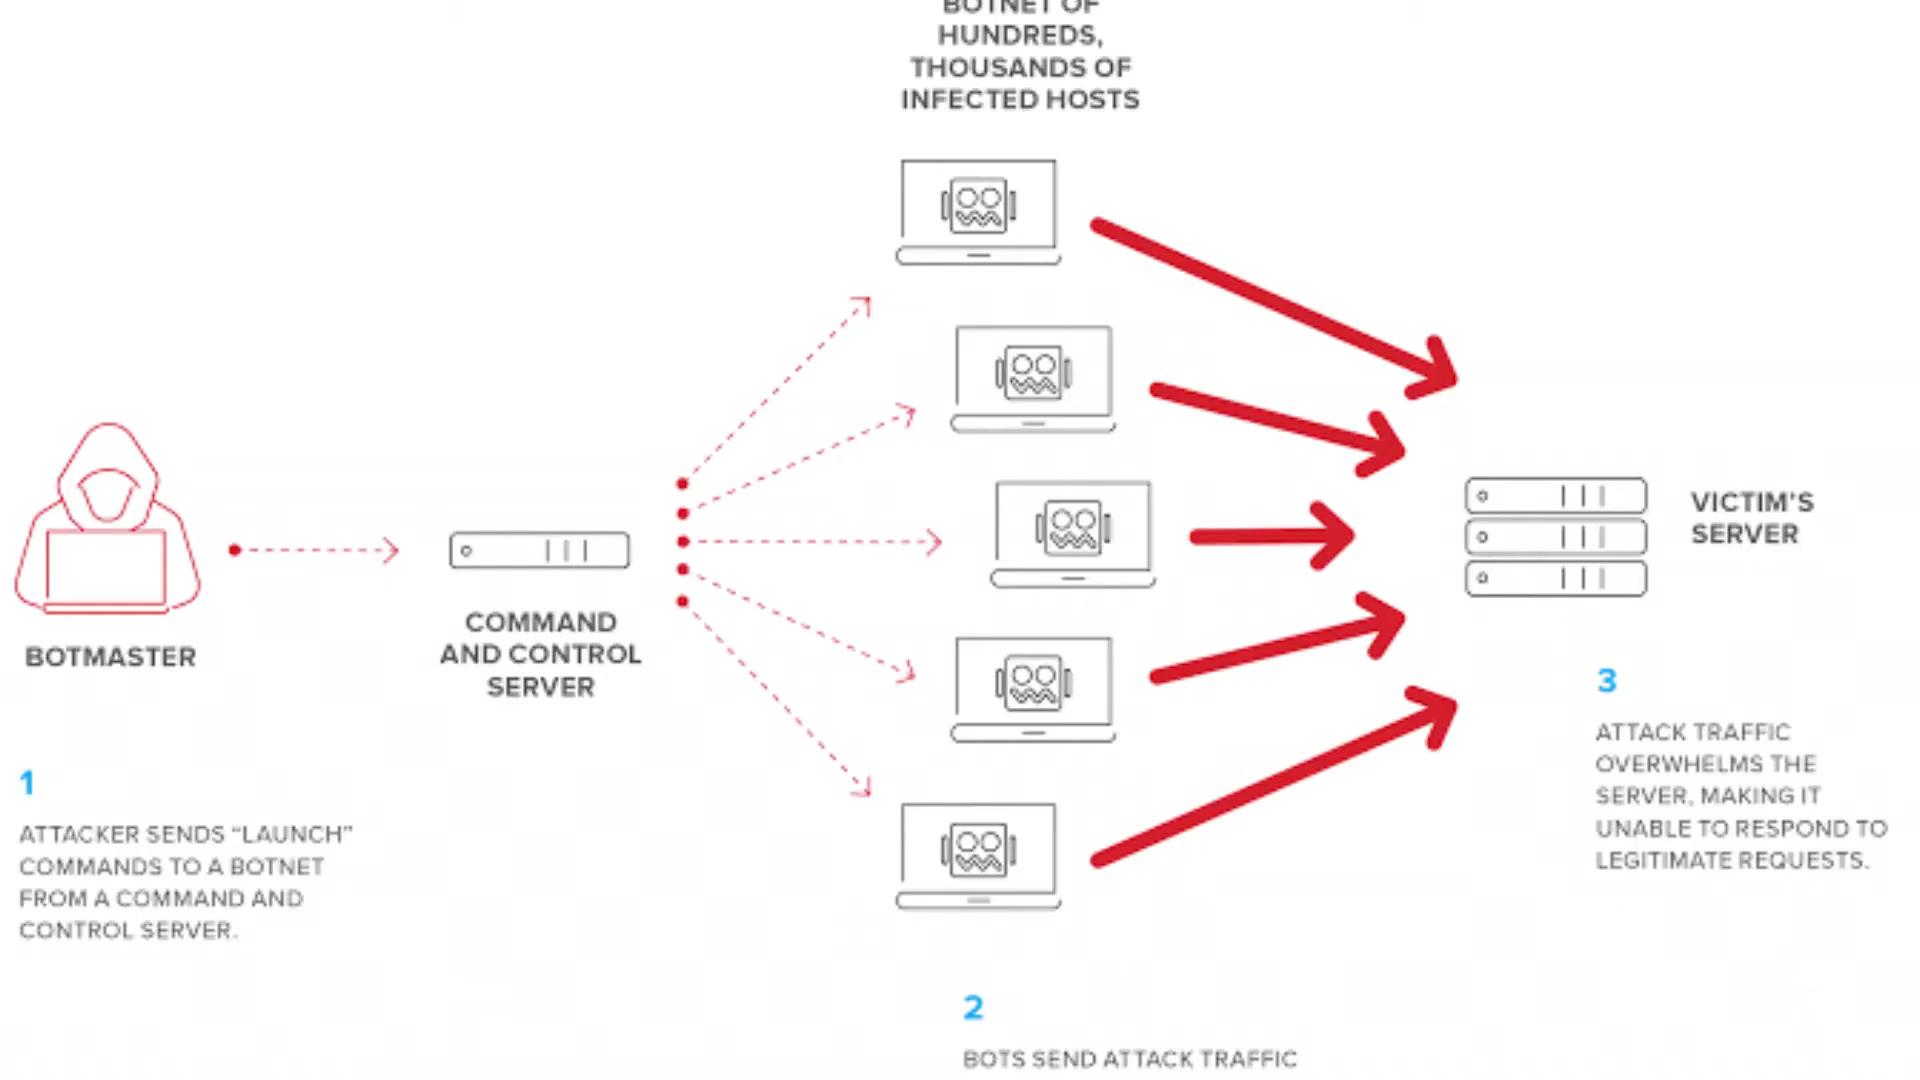 BOTNET OF
HUNDREDS,
THOUSANDS OF
INFECTED HOSTS
BOTMASTER
COMMAND
AND CONTROL
SERVER
VICTIM'S
SERVER
1
ATTACKER SENDS “LAUNCH”
COMMANDS TO A BOTNET
FROM A COMMAND AND
CONTROL SERVER.
2
BOTS SEND ATTACK TRAFFIC
3
ATTACK TRAFFIC
OVERWHELMS THE
SERVER, MAKING IT
UNABLE TO RESPOND TO
LEGITIMATE REQUESTS.